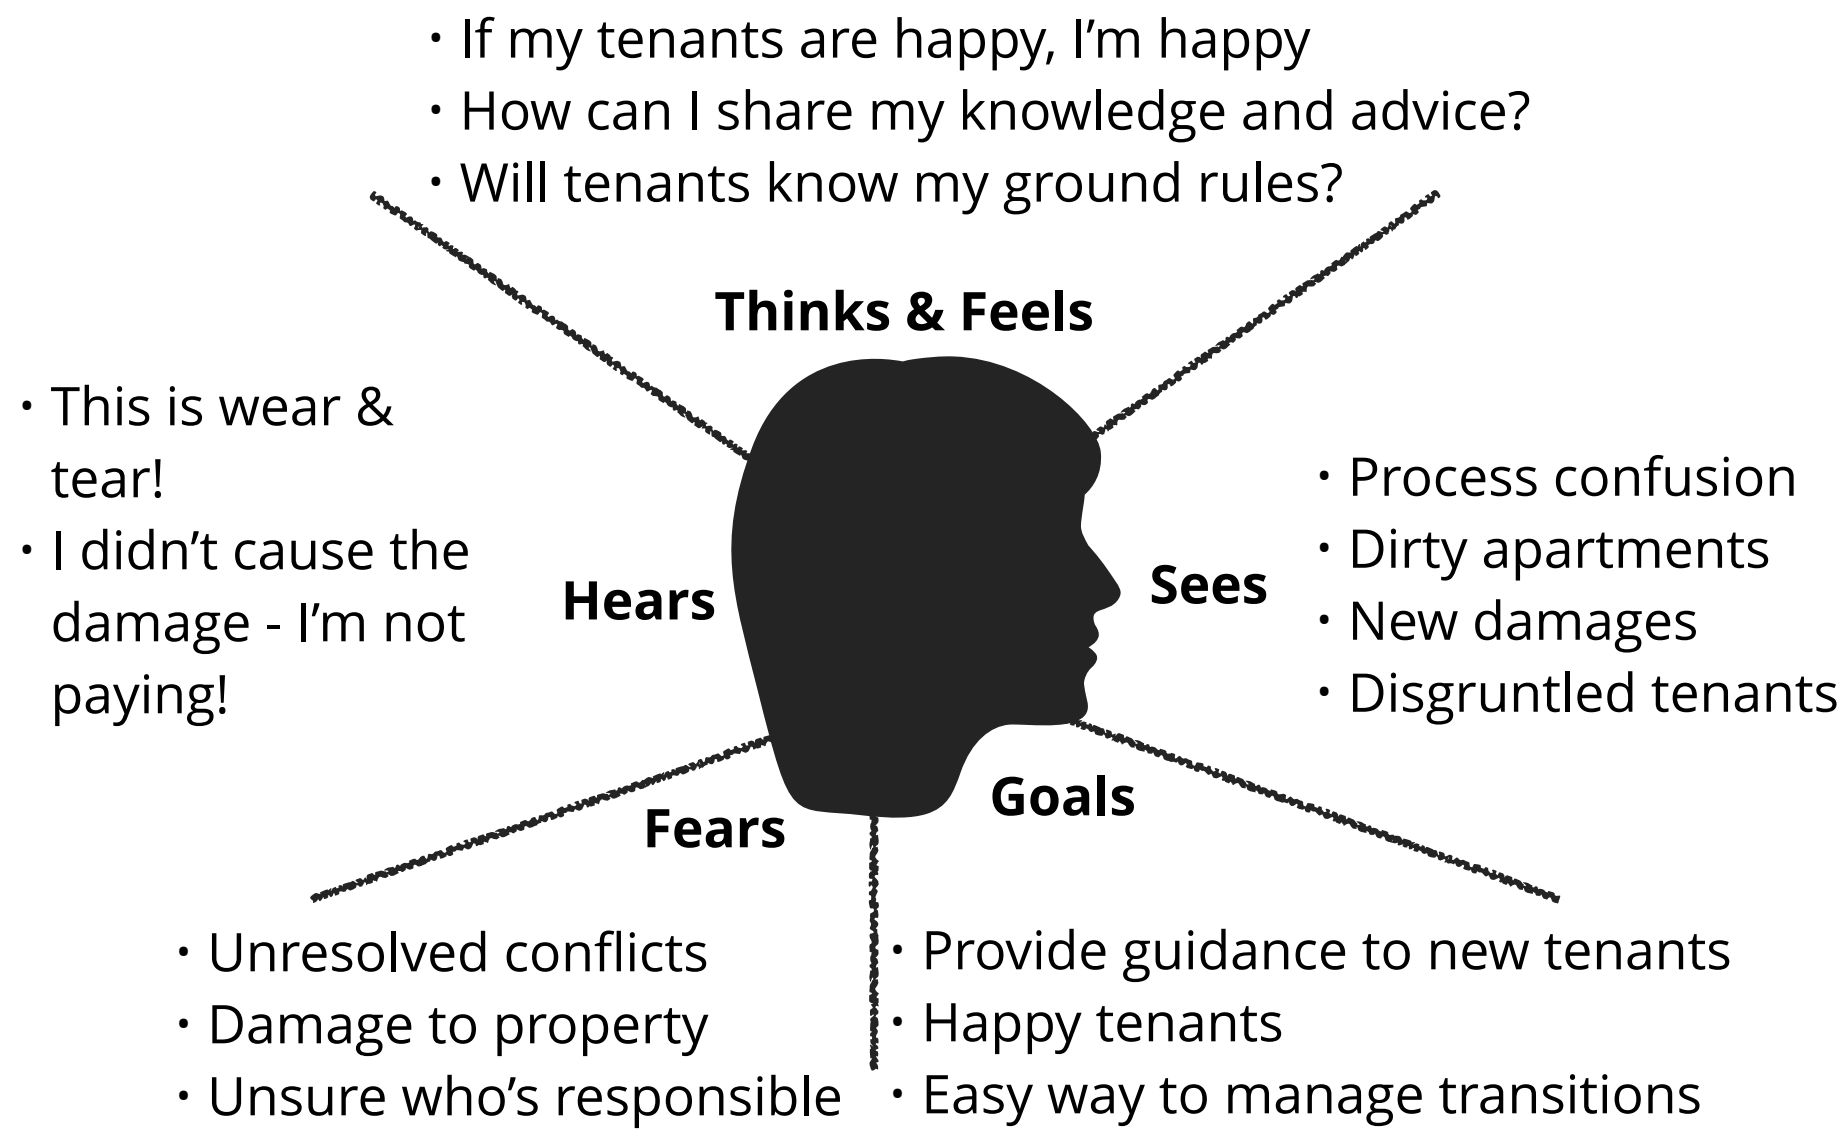 · If my tenants are happy, I’m happy
· How can I share my knowledge and advice?
· Will tenants know my ground rules?
Thinks & Feels
· This is wear &
tear!
· I didn’t cause the
damage - I’m not
paying!
Hears
Sees
· Process confusion
· Dirty apartments
· New damages
· Disgruntled tenants
Fears
· Unresolved conflicts
· Damage to property
· Unsure who’s responsible
Goals
· Provide guidance to new tenants
· Happy tenants
· Easy way to manage transitions